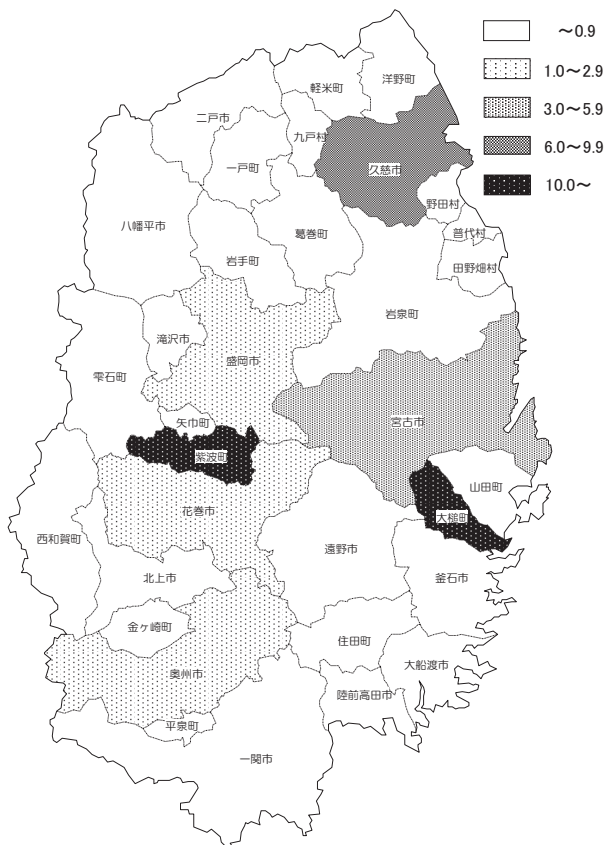 ～0.9
1.0～2.9
3.0～5.9
6.0～9.9
10.0～
洋野町
軽米町
二戸市
九戸村
一戸町
久慈市
野田村
八幡平市
葛巻町
普代村
岩手町
田野畑村
岩泉町
滝沢市
盛岡市
雫石町
矢巾町
宮古市
紫波町
山田町
花巻市
大槌町
西和賀町
遠野市
北上市
釜石市
金ヶ崎町
住田町
大船渡市
奥州市
陸前高田市
平泉町
一関市